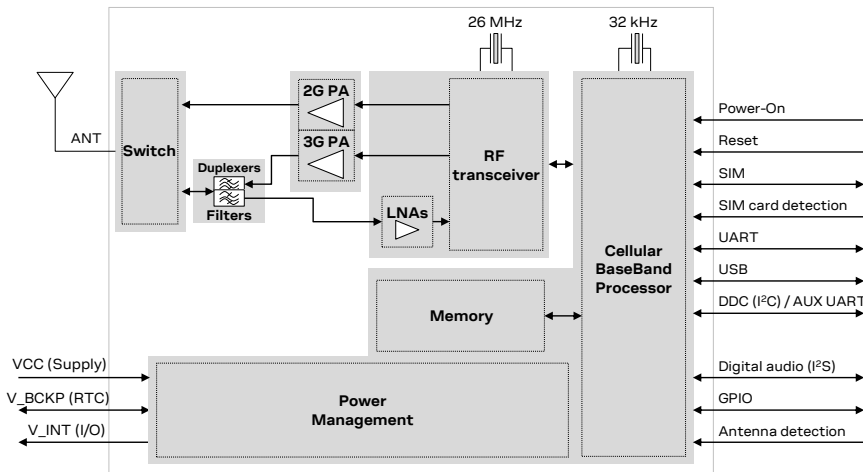 26 MHz
32 kHz
2G PA
ANT
Switch
3G PA
Duplexers
Filters
LNAs
RF
transceiver
Cellular
BaseBand
Processor
Memory
Power
Management
Power-On
Reset
SIM
SIM card detection
UART
USB
DDC (I²C) / AUX UART
Digital audio (I²S)
GPIO
Antenna detection
VCC (Supply)
V_BCKP (RTC)
V_INT (I/O)